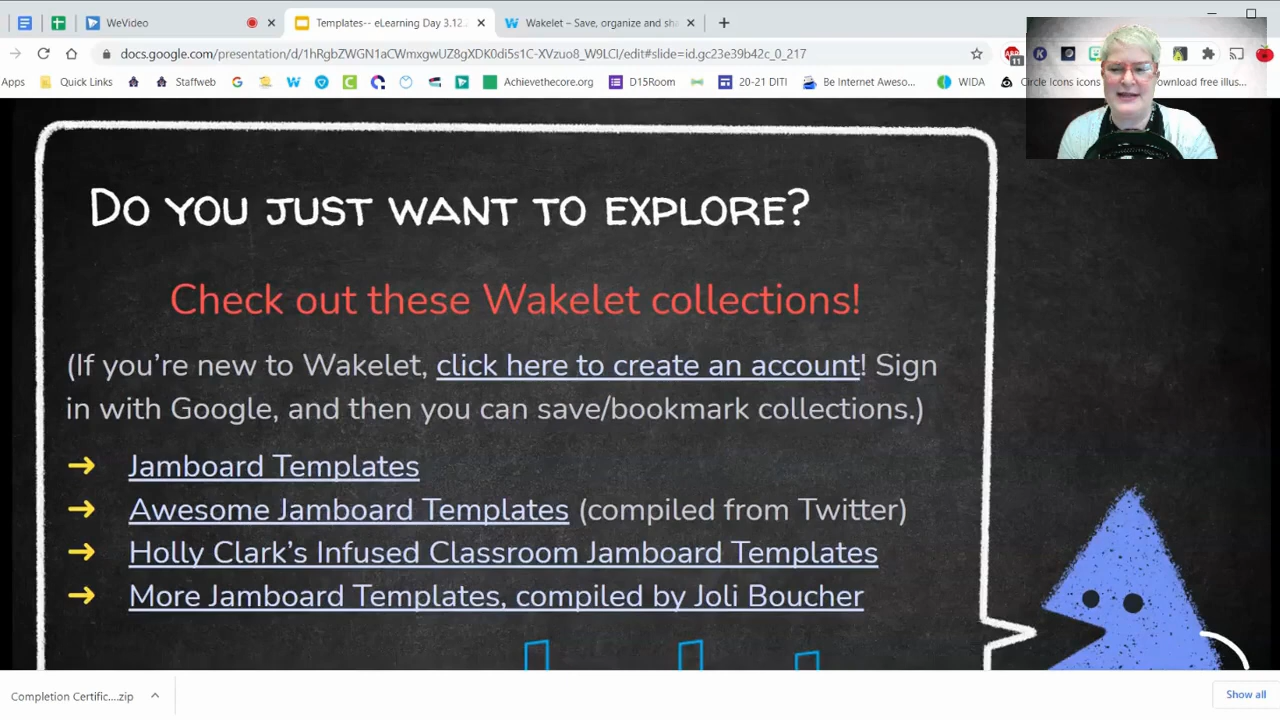 WeVideo
Templates-- eLearning Day 3.12.
Wakelet – Save, organize and sha
docs.google.com/presentation/d/1hRgbZWGN1aCWmxgwUZ8gXDK0di5s1C-XVzuo8_W9LCI/edit#slide=id.gc23e39b42c_0_217
11
Apps Quick Links Staffweb Achievethecore.org D15Room 20-21 DITI Be Internet Aweso... WIDA Circle Icons icons ownload free illus...
Do you just want to explore?
Check out these Wakelet collections!
(If you’re new to Wakelet, click here to create an account! Sign
in with Google, and then you can save/bookmark collections.)
➔ Jamboard Templates
➔ Awesome Jamboard Templates (compiled from Twitter)
➔ Holly Clark’s Infused Classroom Jamboard Templates
➔ More Jamboard Templates, compiled by Joli Boucher
Completion Certific....zip
Show all